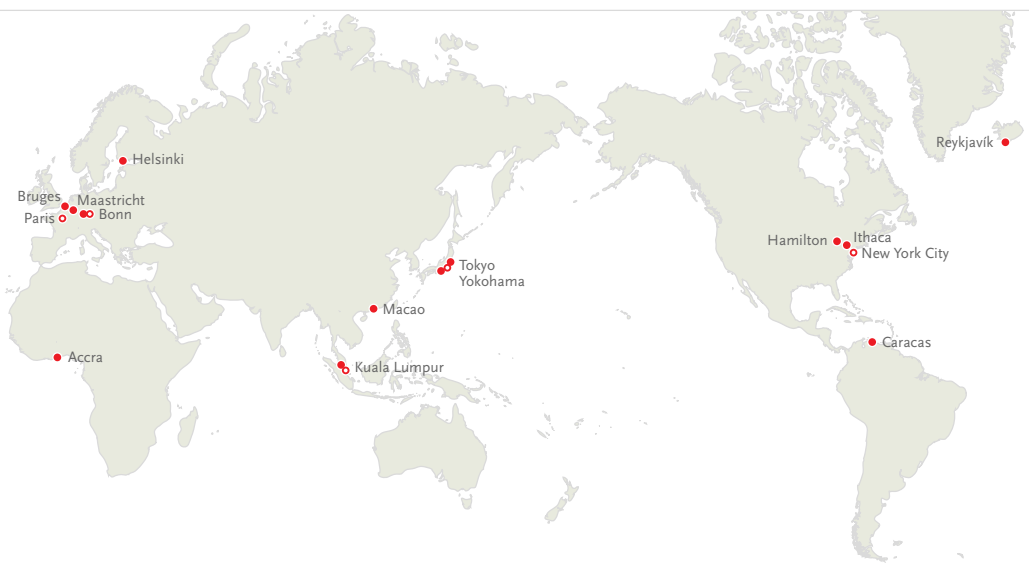 Reykjavík
Helsinki
Bruges
Maastricht
Paris
Bonn
Hamilton
Ithaca
New York City
Tokyo
Yokohama
Macao
Caracas
Accra
Kuala Lumpur